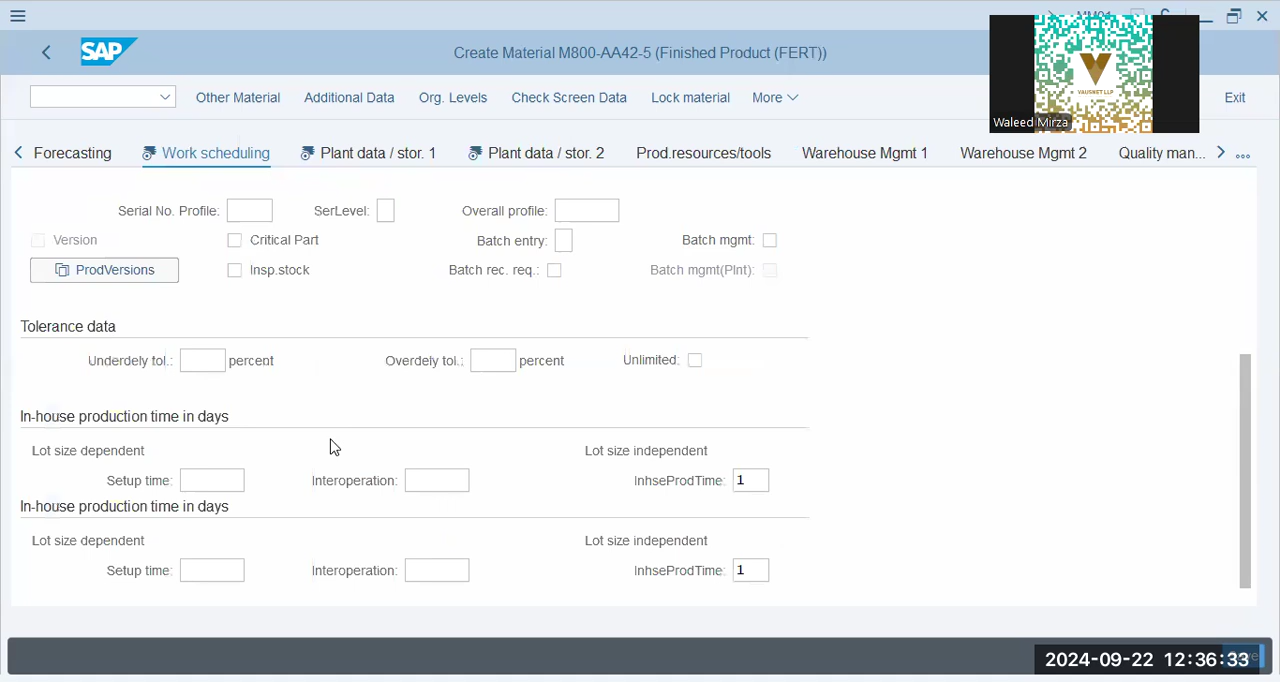 MM01
SAP
Create Material M800-AA42-5 (Finished Product (FERT))
VAUSNET LLP
Waleed Mirza
Other Material Additional Data Org. Levels Check Screen Data Lock material More Exit
Forecasting Work scheduling Plant data / stor. 1 Plant data / stor. 2 Prod.resources/tools Warehouse Mgmt 1 Warehouse Mgmt 2 Quality man...
Serial No. Profile: SerLevel: Overall profile:
Version Critical Part Batch entry: Batch mgmt:
ProdVersions Insp.stock Batch rec. req.: Batch mgmt(Plnt):
Tolerance data
Underdely tol.: percent Overdely tol.: percent Unlimited:
In-house production time in days
Lot size dependent Lot size independent
Setup time: Interoperation: InhseProdTime: 1
In-house production time in days
Lot size dependent Lot size independent
Setup time: Interoperation: InhseProdTime: 1
2024-09-22 12:36:33